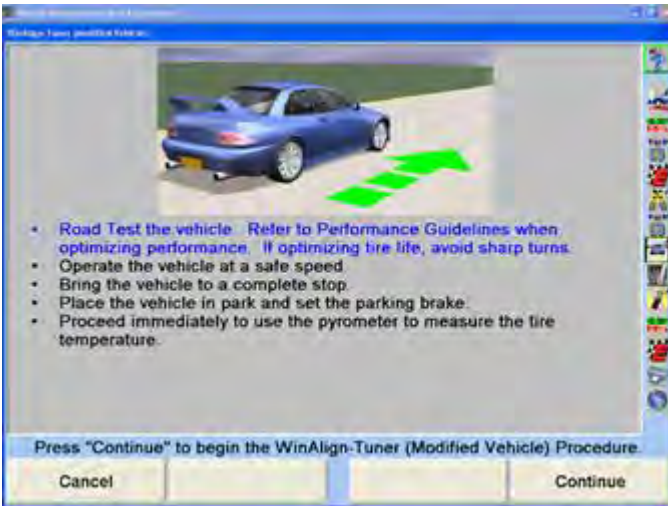 • Road Test the vehicle. Refer to Performance Guidelines when
optimizing performance. If optimizing tire life, avoid sharp turns.
• Operate the vehicle at a safe speed.
• Bring the vehicle to a complete stop.
• Place the vehicle in park and set the parking brake.
• Proceed immediately to use the pyrometer to measure the tire
temperature.
Press "Continue" to begin the WinAlign-Tuner (Modified Vehicle) Procedure.
Cancel
Continue